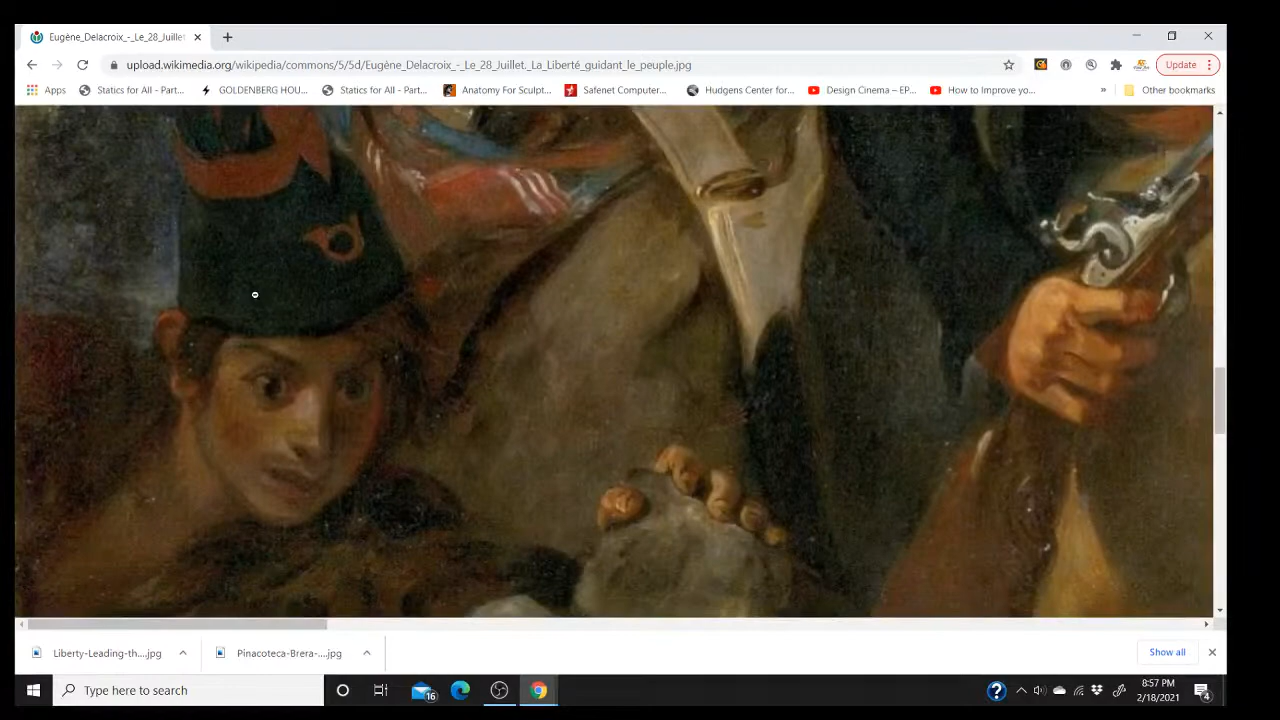 Eugène_Delacroix_-_Le_28_Juillet
upload.wikimedia.org/wikipedia/commons/5/5d/Eugène_Delacroix_-_Le_28_Juillet._La_Liberté_guidant_le_peuple.jpg
Update
Apps
Statics for All - Part...
GOLDENBERG HOU...
Statics for All - Part...
Anatomy For Sculpt...
Safenet Computer...
Hudgens Center for...
Design Cinema – EP...
How to Improve yo...
»
Other bookmarks
Liberty-Leading-th....jpg
Pinacoteca-Brera-....jpg
Show all
Type here to search
16
8:57 PM
2/18/2021
4